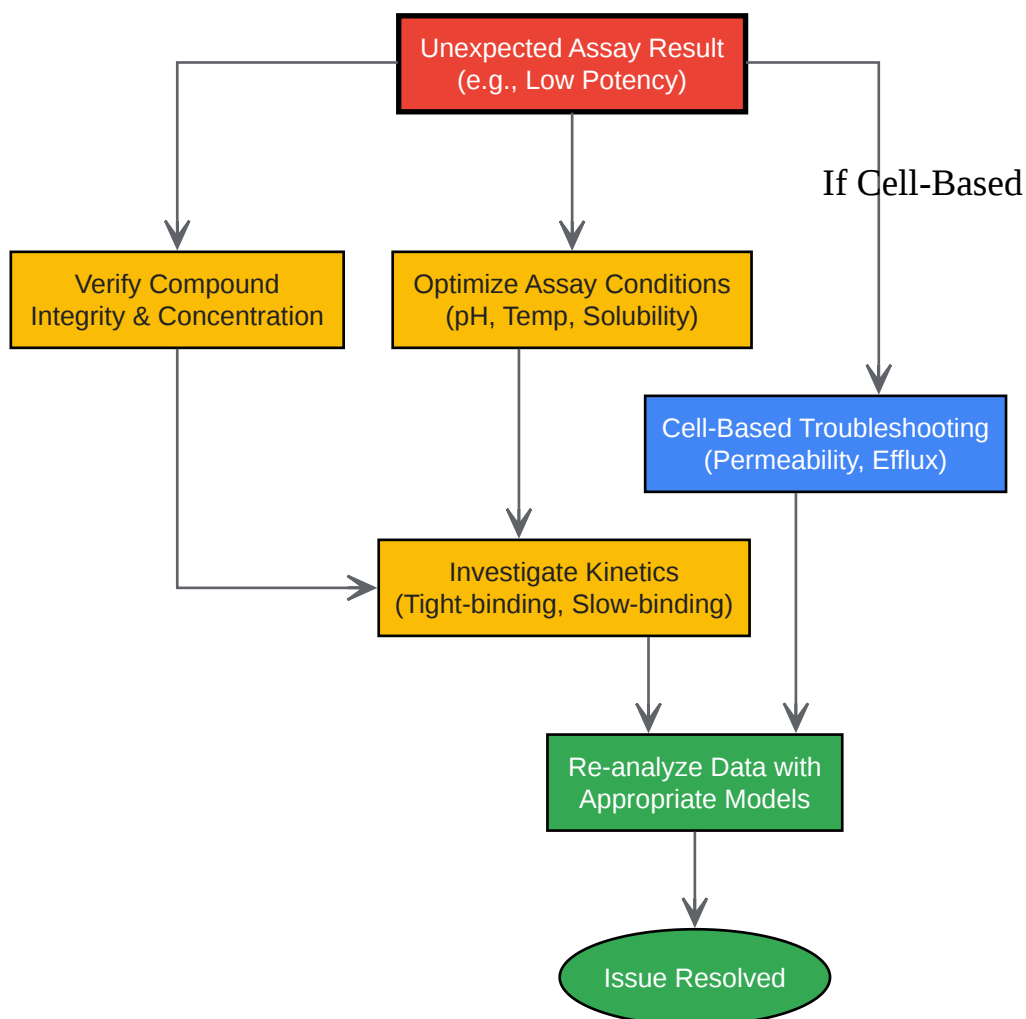 Unexpected Assay Result
(e.g., Low Potency)
If Cell-Based
Verify Compound
Integrity & Concentration
Optimize Assay Conditions
(pH, Temp, Solubility)
Cell-Based Troubleshooting
(Permeability, Efflux)
Investigate Kinetics
(Tight-binding, Slow-binding)
Re-analyze Data with
Appropriate Models
Issue Resolved